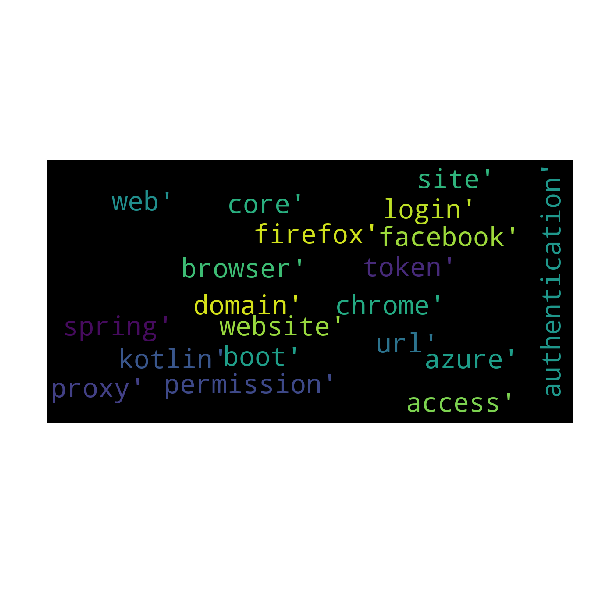 site'
web'
core'
login'
firefox'
facebook'
browser'
token'
domain'
chrome'
spring'
website'
url'
kotlin'
boot'
azure'
proxy'
permission'
access'
authentication'